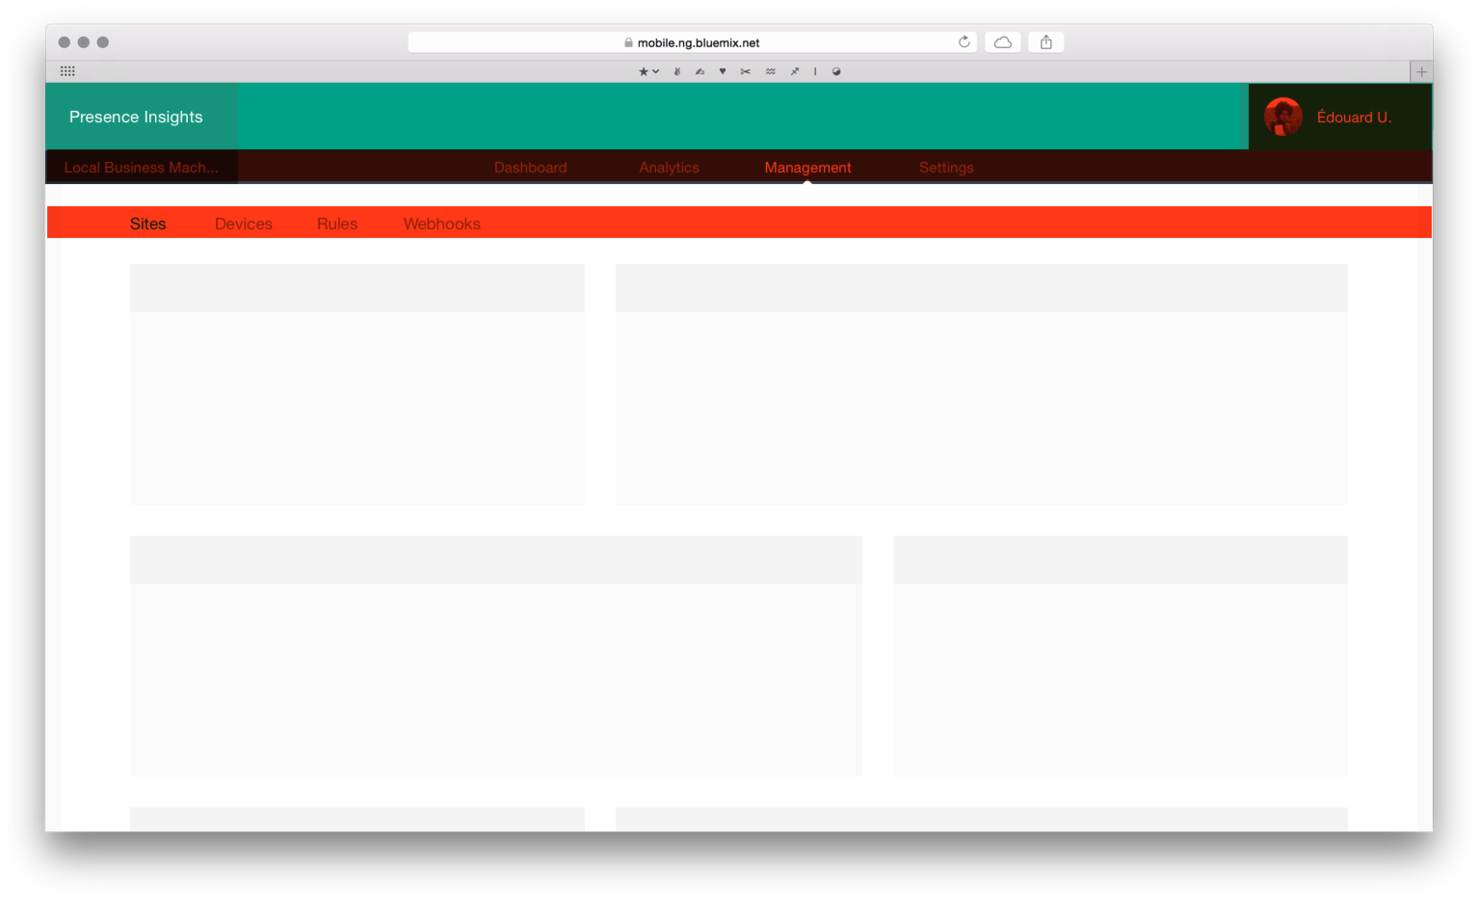 mobile.ng.bluemix.net
Presence Insights
Édouard U.
Local Business Mach...
Dashboard Analytics Management Settings
Sites Devices Rules Webhooks